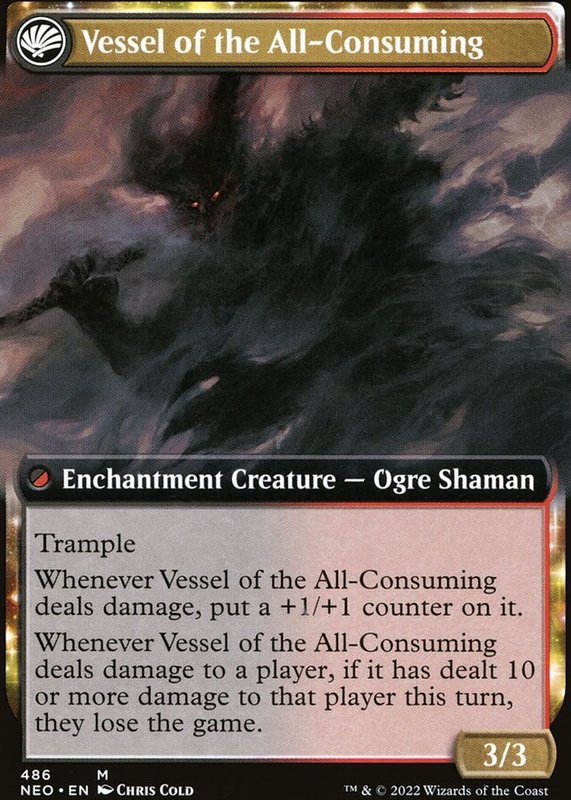 Vessel of the All-Consuming
Enchantment Creature — Ogre Shaman
Trample
Whenever Vessel of the All-Consuming
deals damage, put a +1/+1 counter on it.
Whenever Vessel of the All-Consuming
deals damage to a player, if it has dealt 10
or more damage to that player this turn,
they lose the game.
3/3
486 M
NEO • EN Chris Cold
™ & © 2022 Wizards of the Coast